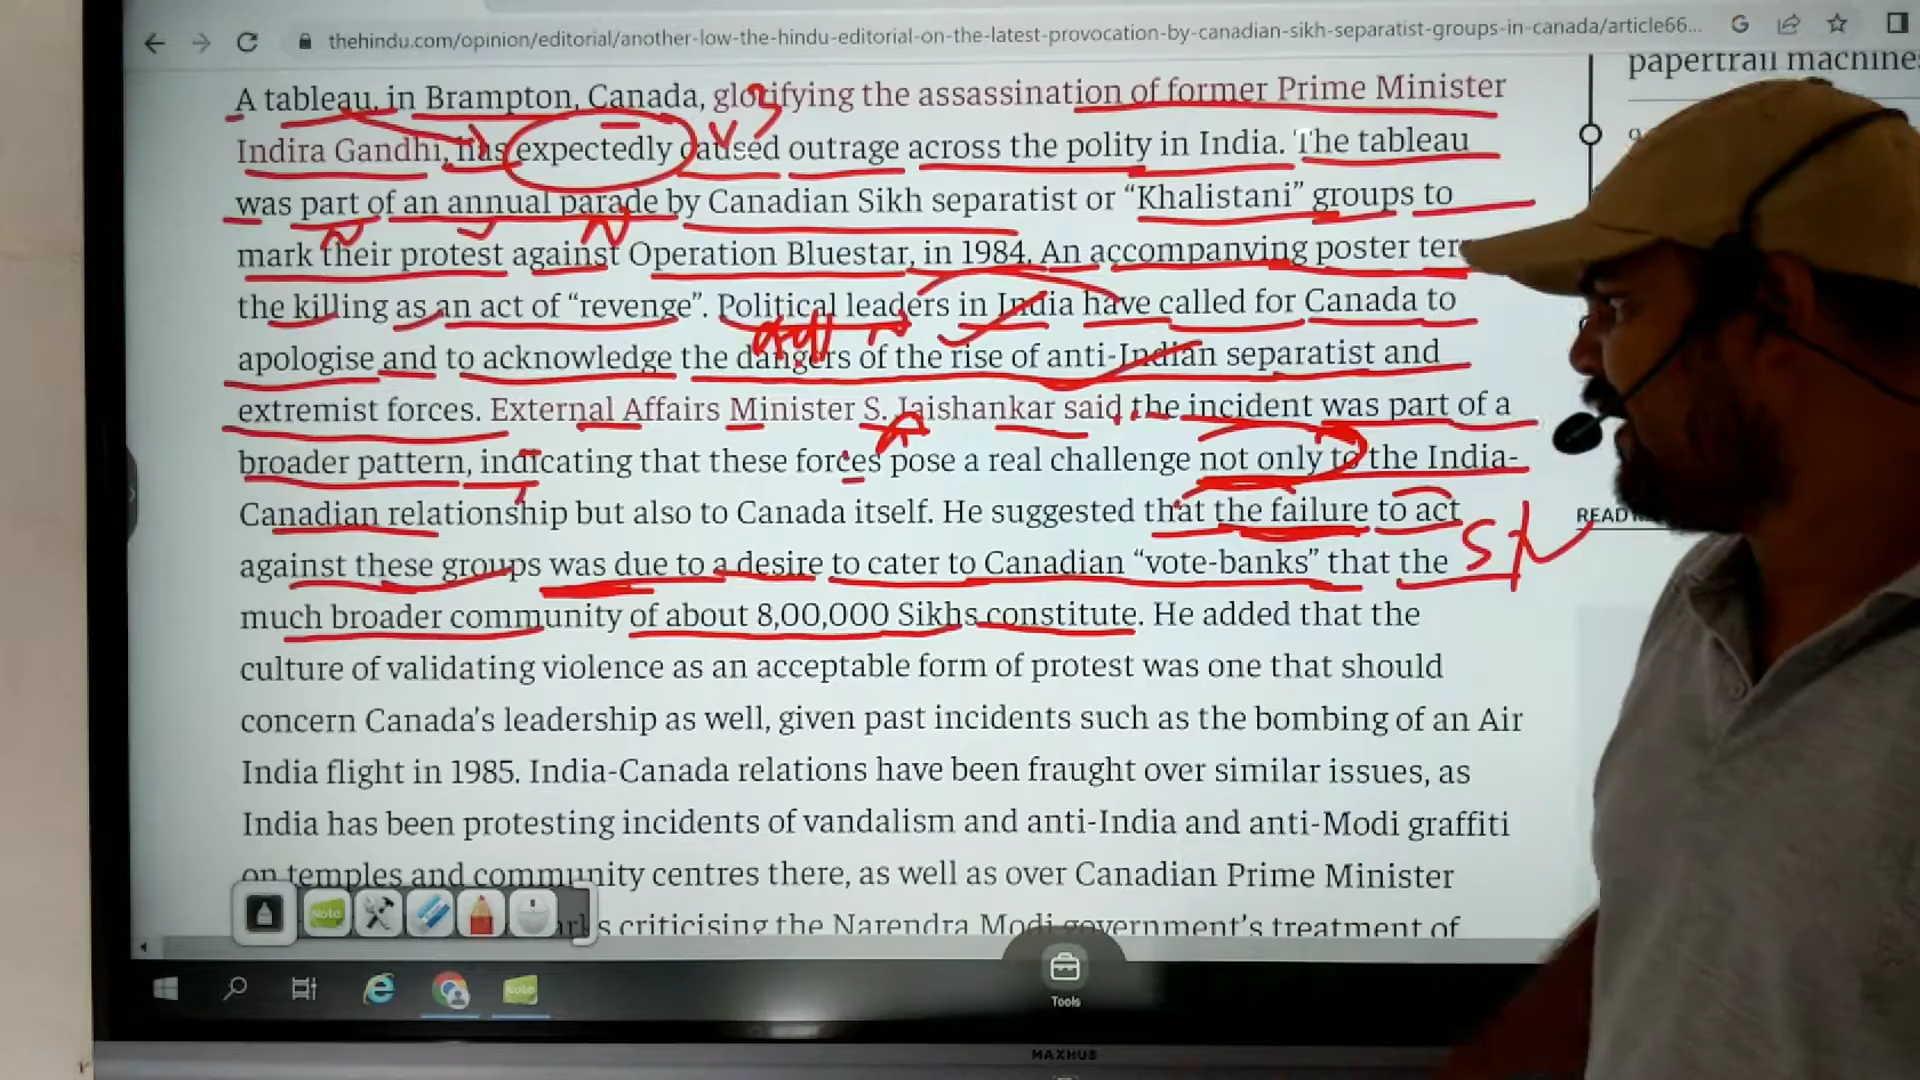 thehindu.com/opinion/editorial/another-low-the-hindu-editorial-on-the-latest-provocation-by-canadian-sikh-separatist-groups-in-canada/article66...
papertrail machine
A tableau, in Brampton, Canada, glorifying the assassination of former Prime Minister
Indira Gandhi, has expectedly caused outrage across the polity in India. The tableau
v3
was part of an annual parade by Canadian Sikh separatist or “Khalistani” groups to
mark their protest against Operation Bluestar, in 1984. An accompanying poster ter
the killing as an act of “revenge”. Political leaders in India have called for Canada to
apologise and to acknowledge the dangers of the rise of anti-Indian separatist and
extremist forces. External Affairs Minister S. Jaishankar said the incident was part of a
broader pattern, indicating that these forces pose a real challenge not only to the India-
Canadian relationship but also to Canada itself. He suggested that the failure to act
READ
against these groups was due to a desire to cater to Canadian “vote-banks” that the
much broader community of about 8,00,000 Sikhs constitute. He added that the
culture of validating violence as an acceptable form of protest was one that should
concern Canada’s leadership as well, given past incidents such as the bombing of an Air
India flight in 1985. India-Canada relations have been fraught over similar issues, as
India has been protesting incidents of vandalism and anti-India and anti-Modi graffiti
on temples and community centres there, as well as over Canadian Prime Minister
s criticising the Narendra Modi government’s treatment of
Note
Note
Tools
MAXHUB